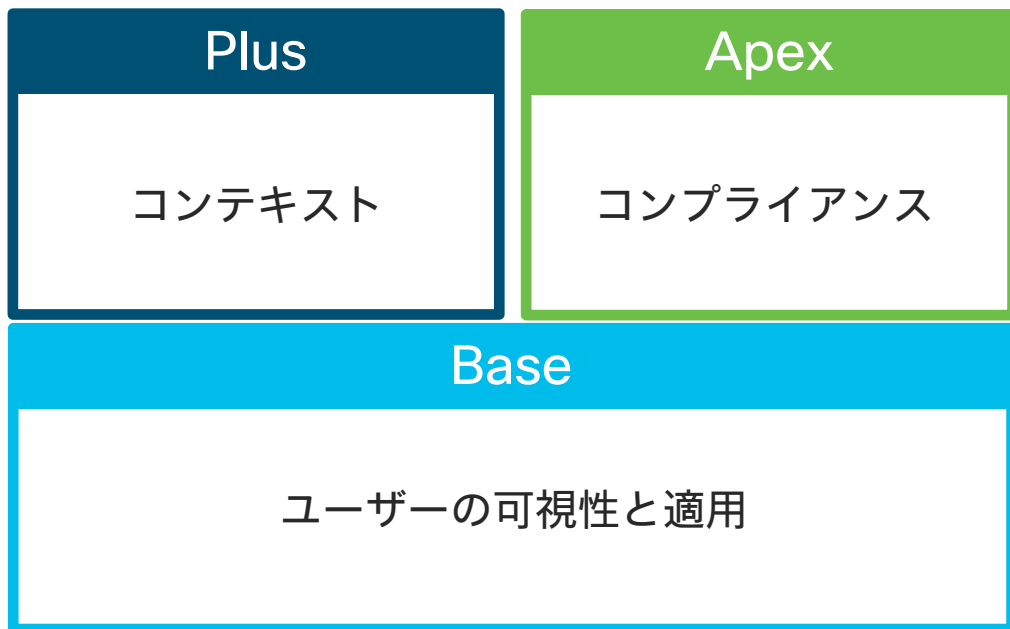 Plus
コンテキスト
Apex
コンプライアンス
Base
ユーザーの可視性と適用